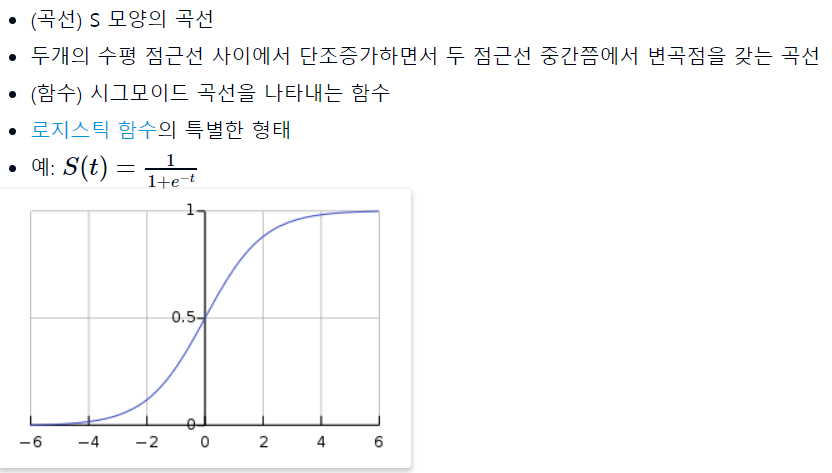 • (곡선) S 모양의 곡선
• 두개의 수평 점근선 사이에서 단조증가하면서 두 점근선 중간쯤에서 변곡점을 갖는 곡선
• (함수) 시그모이드 곡선을 나타내는 함수
• 로지스틱 함수의 특별한 형태
• 예: S(t) = 1/(1+e^{-t})
1
0.5
0
−6 −4 −2 0 2 4 6